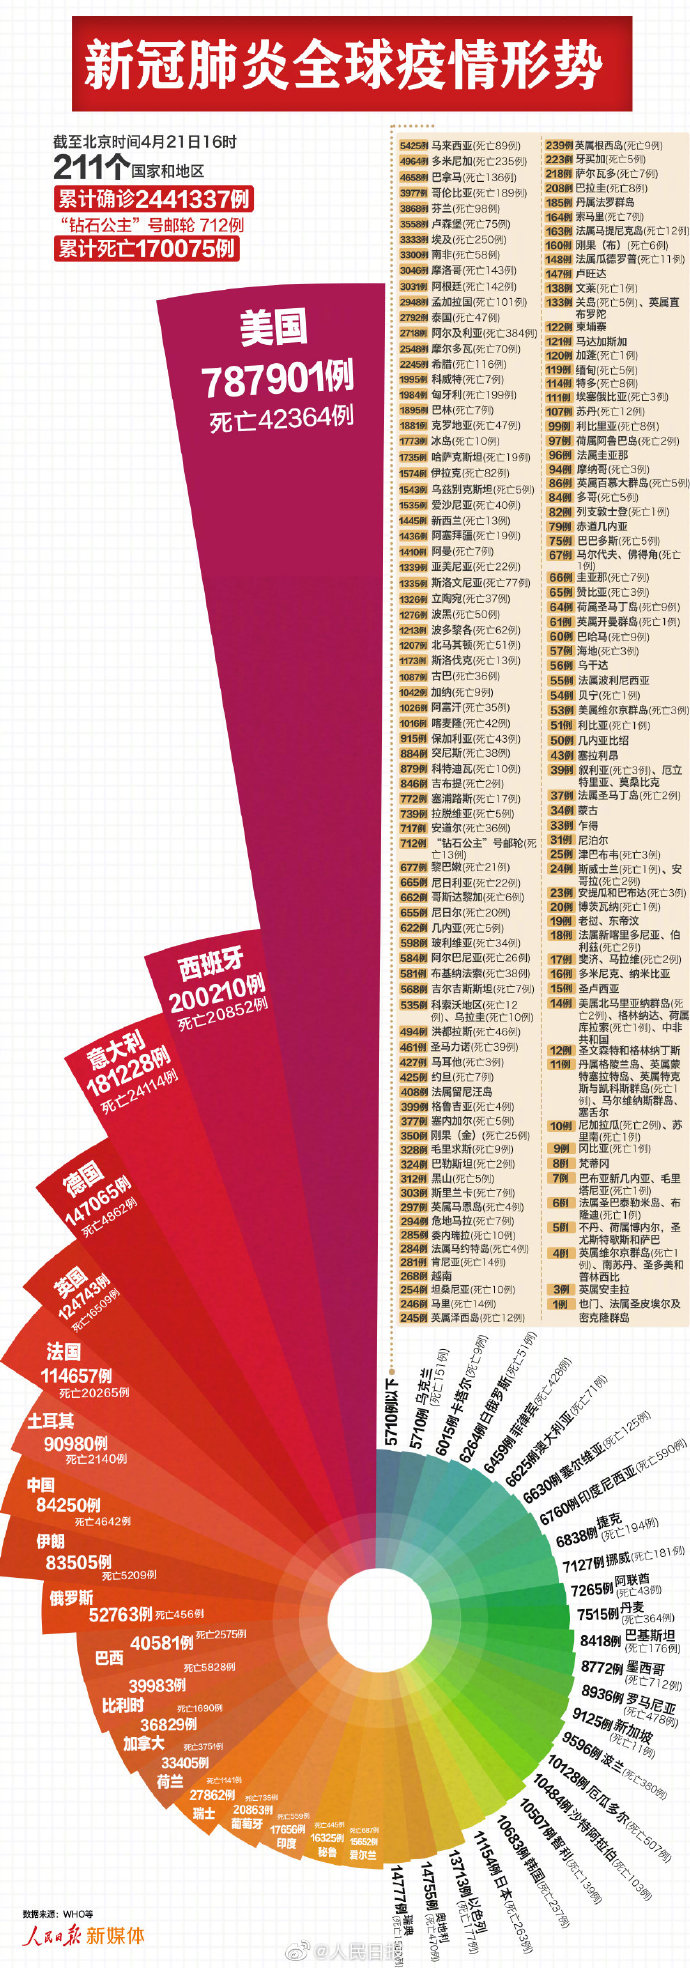 新冠肺炎全球疫情形势
截至北京时间4月21日16时
211个国家和地区
累计确诊2441337例
“钻石公主”号邮轮 712例
累计死亡170075例
美国
787901例
死亡42364例
西班牙
200210例
死亡20852例
意大利
181228例
死亡24114例
德国
147065例
死亡4862例
英国
124743例
死亡16509例
法国
114657例
死亡20265例
土耳其
90980例
死亡2140例
中国
84250例
死亡4642例
伊朗
83505例
死亡5209例
俄罗斯
52763例 死亡456例
巴西
40581例 死亡2575例
比利时
39983例 死亡5828例
加拿大
36829例 死亡1690例
荷兰
33405例 死亡3751例
瑞士
27862例 死亡1141例
葡萄牙
20863例 死亡735例
印度
17656例 死亡559例
秘鲁
16325例 死亡445例
爱尔兰
15652例 死亡687例
14777例 瑞典
14755例 奥地利(死亡470例)
13713例 以色列(死亡177例)
11154例 日本(死亡263例)
10683例 韩国(死亡237例)
10507例 智利(死亡139例)
10484例 沙特阿拉伯(死亡103例)
10128例 厄瓜多尔(死亡507例)
9596例 波兰(死亡380例)
9125例 新加坡(死亡11例)
8936例 罗马尼亚(死亡478例)
8772例 墨西哥(死亡712例)
8418例 巴基斯坦(死亡176例)
7515例 丹麦(死亡364例)
7265例 阿联酋(死亡43例)
7127例 挪威(死亡181例)
6838例 捷克(死亡194例)
6760例 印度尼西亚(死亡590例)
6630例 塞尔维亚(死亡125例)
6625例 澳大利亚(死亡71例)
6459例 菲律宾(死亡428例)
6264例 白俄罗斯(死亡51例)
6015例 卡塔尔(死亡9例)
5710例 乌克兰(死亡151例)
5710例以下
5425例 马来西亚(死亡89例)
4964例 多米尼加(死亡235例)
4658例 巴拿马(死亡136例)
3977例 哥伦比亚(死亡189例)
3868例 芬兰(死亡98例)
3558例 卢森堡(死亡75例)
3333例 埃及(死亡250例)
3300例 南非(死亡58例)
3046例 摩洛哥(死亡143例)
3031例 阿根廷(死亡142例)
2948例 孟加拉国(死亡101例)
2792例 泰国(死亡47例)
2718例 阿尔及利亚(死亡384例)
2548例 摩尔多瓦(死亡70例)
2245例 希腊(死亡116例)
1995例 科威特(死亡7例)
1984例 匈牙利(死亡199例)
1895例 巴林(死亡7例)
1881例 克罗地亚(死亡47例)
1773例 冰岛(死亡10例)
1735例 哈萨克斯坦(死亡19例)
1574例 伊拉克(死亡82例)
1543例 乌兹别克斯坦(死亡5例)
1535例 爱沙尼亚(死亡40例)
1445例 新西兰(死亡13例)
1436例 阿塞拜疆(死亡19例)
1410例 阿曼(死亡7例)
1339例 亚美尼亚(死亡22例)
1335例 斯洛文尼亚(死亡77例)
1326例 立陶宛(死亡37例)
1276例 波黑(死亡50例)
1213例 波多黎各(死亡62例)
1207例 北马其顿(死亡51例)
1173例 斯洛伐克(死亡13例)
1087例 古巴(死亡36例)
1042例 加纳(死亡9例)
1026例 阿富汗(死亡35例)
1016例 喀麦隆(死亡42例)
915例 保加利亚(死亡43例)
884例 突尼斯(死亡38例)
879例 科特迪瓦(死亡10例)
846例 吉布提(死亡2例)
772例 塞浦路斯(死亡17例)
739例 拉脱维亚(死亡5例)
717例 安道尔(死亡36例)
712例 “钻石公主”号邮轮(死
亡13例)
677例 黎巴嫩(死亡21例)
665例 尼日利亚(死亡22例)
662例 哥斯达黎加(死亡6例)
655例 尼日尔(死亡20例)
622例 几内亚(死亡5例)
598例 玻利维亚(死亡34例)
584例 阿尔巴尼亚(死亡26例)
581例 布基纳法索(死亡38例)
568例 吉尔吉斯斯坦(死亡7例)
535例 科索沃地区(死亡12
例)、乌拉圭(死亡10例)
494例 洪都拉斯(死亡46例)
461例 圣马力诺(死亡39例)
427例 马耳他(死亡3例)
425例 约旦(死亡7例)
408例 法属留尼汪岛
399例 格鲁吉亚(死亡4例)
377例 塞内加尔(死亡5例)
350例 刚果（金）(死亡25例)
328例 毛里求斯(死亡9例)
324例 巴勒斯坦(死亡2例)
312例 黑山(死亡5例)
303例 斯里兰卡(死亡7例)
297例 英属马恩岛(死亡4例)
294例 危地马拉(死亡7例)
285例 委内瑞拉(死亡10例)
284例 法属马约特岛(死亡4例)
281例 肯尼亚(死亡14例)
268例 越南
254例 坦桑尼亚(死亡10例)
246例 马里(死亡14例)
245例 英属泽西岛(死亡12例)
239例 英属根西岛(死亡9例)
223例 牙买加(死亡5例)
218例 萨尔瓦多(死亡7例)
208例 巴拉圭(死亡8例)
185例 丹属法罗群岛
164例 索马里(死亡7例)
163例 法属马提尼克岛(死亡12例)
160例 刚果（布）(死亡6例)
148例 法属瓜德罗普(死亡11例)
147例 卢旺达
138例 文莱(死亡1例)
133例 关岛(死亡5例)、英属直
布罗陀
122例 柬埔寨
121例 马达加斯加
120例 加蓬(死亡1例)
119例 缅甸(死亡5例)
114例 特多(死亡8例)
111例 埃塞俄比亚(死亡3例)
107例 苏丹(死亡12例)
99例 利比里亚(死亡8例)
97例 荷属阿鲁巴岛(死亡2例)
96例 法属圭亚那
94例 摩纳哥(死亡3例)
86例 英属百慕大群岛(死亡5例)
84例 多哥(死亡5例)
82例 列支敦士登(死亡1例)
79例 赤道几内亚
75例 巴巴多斯(死亡5例)
67例 马尔代夫、佛得角(死亡
1例)
66例 圭亚那(死亡7例)
65例 赞比亚(死亡3例)
64例 荷属圣马丁岛(死亡9例)
61例 英属开曼群岛(死亡1例)
60例 巴哈马(死亡9例)
57例 海地(死亡3例)
56例 乌干达
55例 法属波利尼西亚
54例 贝宁(死亡1例)
53例 美属维尔京群岛(死亡3例)
51例 利比亚(死亡1例)
50例 几内亚比绍
43例 塞拉利昂
39例 叙利亚(死亡3例)、厄立
特里亚、莫桑比克
37例 法属圣马丁岛(死亡2例)
34例 蒙古
33例 乍得
31例 尼泊尔
25例 津巴布韦(死亡3例)
24例 斯威士兰(死亡1例)、安
哥拉(死亡2例)
23例 安提瓜和巴布达(死亡3例)
20例 博茨瓦纳(死亡1例)
19例 老挝、东帝汶
18例 法属新喀里多尼亚、伯
利兹(死亡2例)
17例 斐济、马拉维(死亡2例)
16例 多米尼克、纳米比亚
15例 圣卢西亚
14例 美属北马里亚纳群岛(死
亡2例)、格林纳达、荷属
库拉索(死亡1例)、中非
共和国
12例 圣文森特和格林纳丁斯
11例 丹属格陵兰岛、英属蒙
特塞拉特岛、英属特克
斯与凯科斯群岛(死亡1
例)、马尔维纳斯群岛、
塞舌尔
10例 尼加拉瓜(死亡2例)、苏
里南(死亡1例)
9例 冈比亚(死亡1例)
8例 梵蒂冈
7例 巴布亚新几内亚、毛里
塔尼亚(死亡1例)
6例 法属圣巴泰勒米岛、布
隆迪(死亡1例)
5例 不丹、荷属博内尔，圣
尤斯特歇斯和萨巴
4例 英属维尔京群岛(死亡1
例)、南苏丹、圣多美和
普林西比
3例 英属安圭拉
1例 也门、法属圣皮埃尔及
密克隆群岛
数据来源：WHO等
人民日报 新媒体
@人民日报